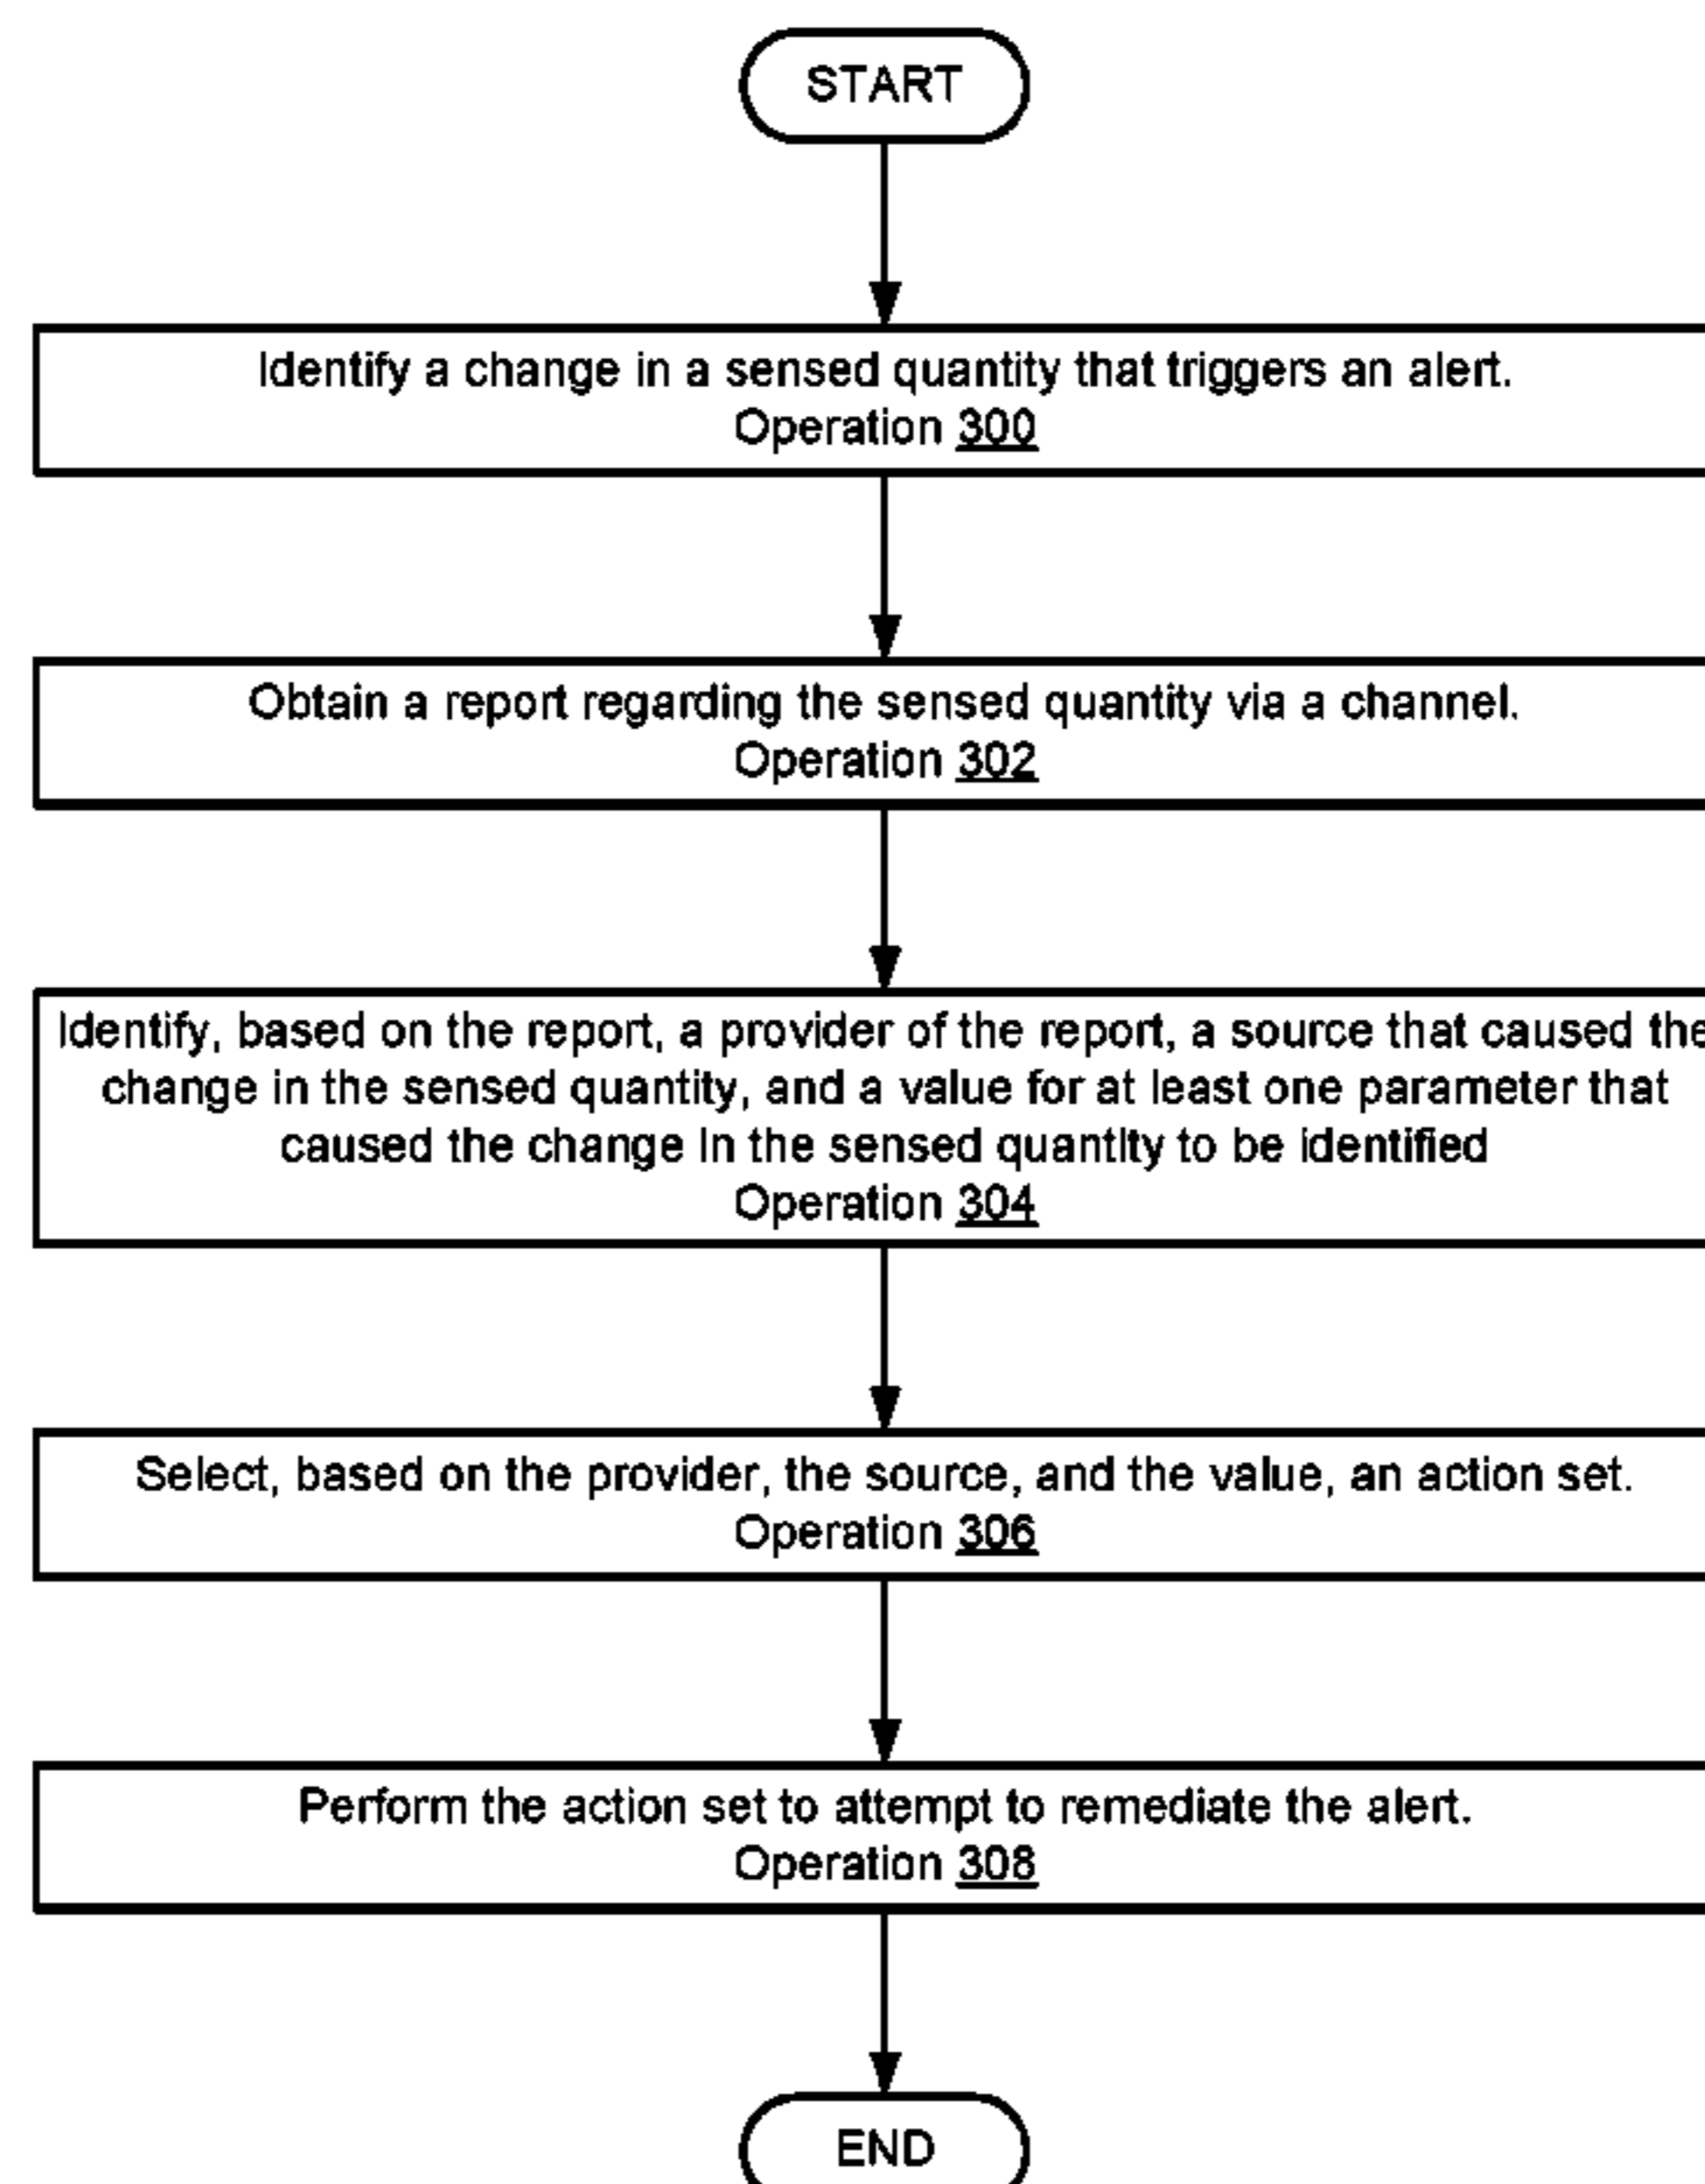 START
Identify a change in a sensed quantity that triggers an alert.
Operation 300
Obtain a report regarding the sensed quantity via a channel.
Operation 302
Identify, based on the report, a provider of the report, a source that caused the
change in the sensed quantity, and a value for at least one parameter that
caused the change in the sensed quantity to be identified
Operation 304
Select, based on the provider, the source, and the value, an action set.
Operation 306
Perform the action set to attempt to remediate the alert.
Operation 308
END